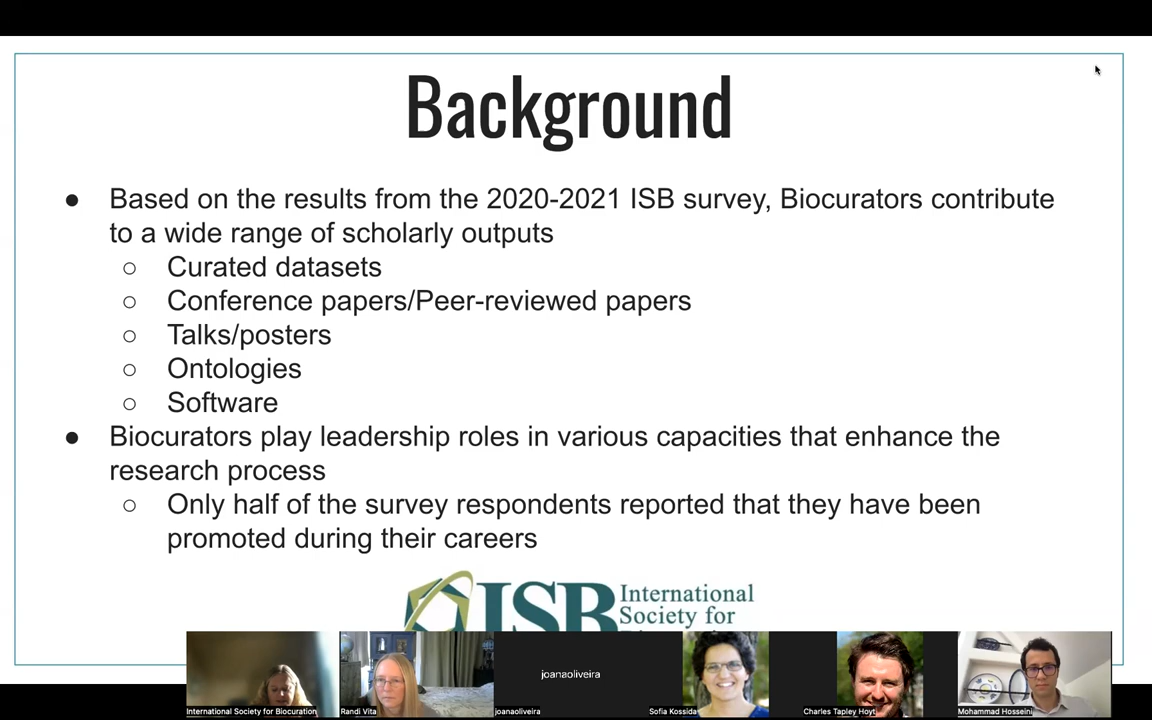 Background
● Based on the results from the 2020-2021 ISB survey, Biocurators contribute
to a wide range of scholarly outputs
○ Curated datasets
○ Conference papers/Peer-reviewed papers
○ Talks/posters
○ Ontologies
○ Software
● Biocurators play leadership roles in various capacities that enhance the
research process
○ Only half of the survey respondents reported that they have been
promoted during their careers
ISB International
Society for
joanaoliveira
International Society for Biocuration
Randi Vita
joanaoliveira
Sofia Kossida
Charles Tapley Hoyt
Mohammad Hosseini